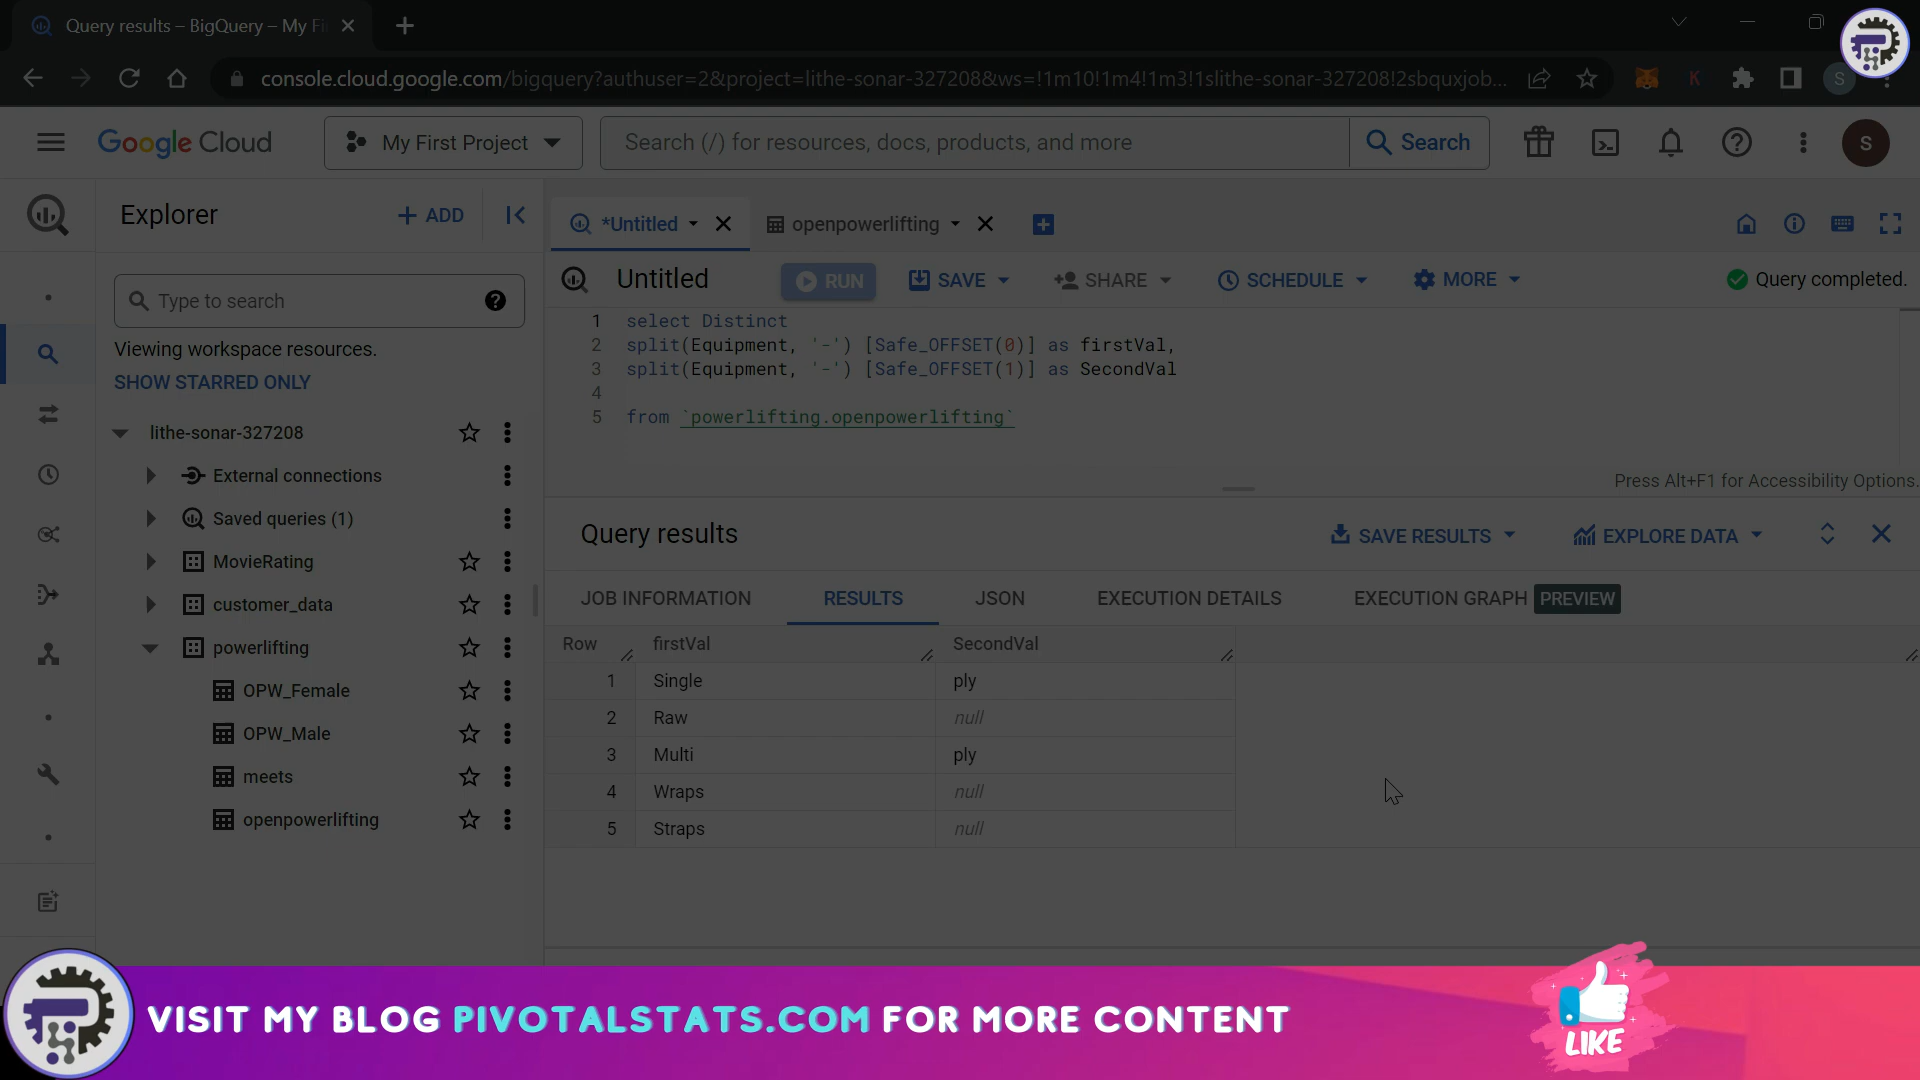 Query results – BigQuery – My Fi
console.cloud.google.com/bigquery?authuser=2&project=lithe-sonar-327208&ws=!1m10!1m4!1m3!1slithe-sonar-327208!2sbquxjob...
K
S
Google Cloud
My First Project
Search (/) for resources, docs, products, and more
Search
S
Explorer
+ ADD
*Untitled
openpowerlifting
Type to search
Untitled
RUN
SAVE
SHARE
SCHEDULE
MORE
Query completed.
Viewing workspace resources.
SHOW STARRED ONLY
1 select Distinct
2 split(Equipment, '-') [Safe_OFFSET(0)] as firstVal,
3 split(Equipment, '-') [Safe_OFFSET(1)] as SecondVal
4
5 from `powerlifting.openpowerlifting`
Press Alt+F1 for Accessibility Options.
lithe-sonar-327208
External connections
Saved queries (1)
MovieRating
customer_data
powerlifting
OPW_Female
OPW_Male
meets
openpowerlifting
Query results
SAVE RESULTS
EXPLORE DATA
JOB INFORMATION RESULTS JSON EXECUTION DETAILS EXECUTION GRAPH PREVIEW
Row firstVal SecondVal
1 Single ply
2 Raw null
3 Multi ply
4 Wraps null
5 Straps null
VISIT MY BLOG PIVOTALSTATS.COM FOR MORE CONTENT
LIKE